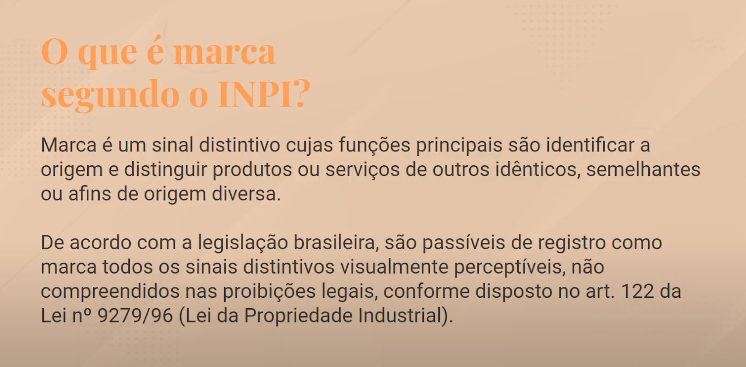 O que é marca
segundo o INPI?
Marca é um sinal distintivo cujas funções principais são identificar a
origem e distinguir produtos ou serviços de outros idênticos, semelhantes
ou afins de origem diversa.
De acordo com a legislação brasileira, são passíveis de registro como
marca todos os sinais distintivos visualmente perceptíveis, não
compreendidos nas proibições legais, conforme disposto no art. 122 da
Lei nº 9279/96 (Lei da Propriedade Industrial).